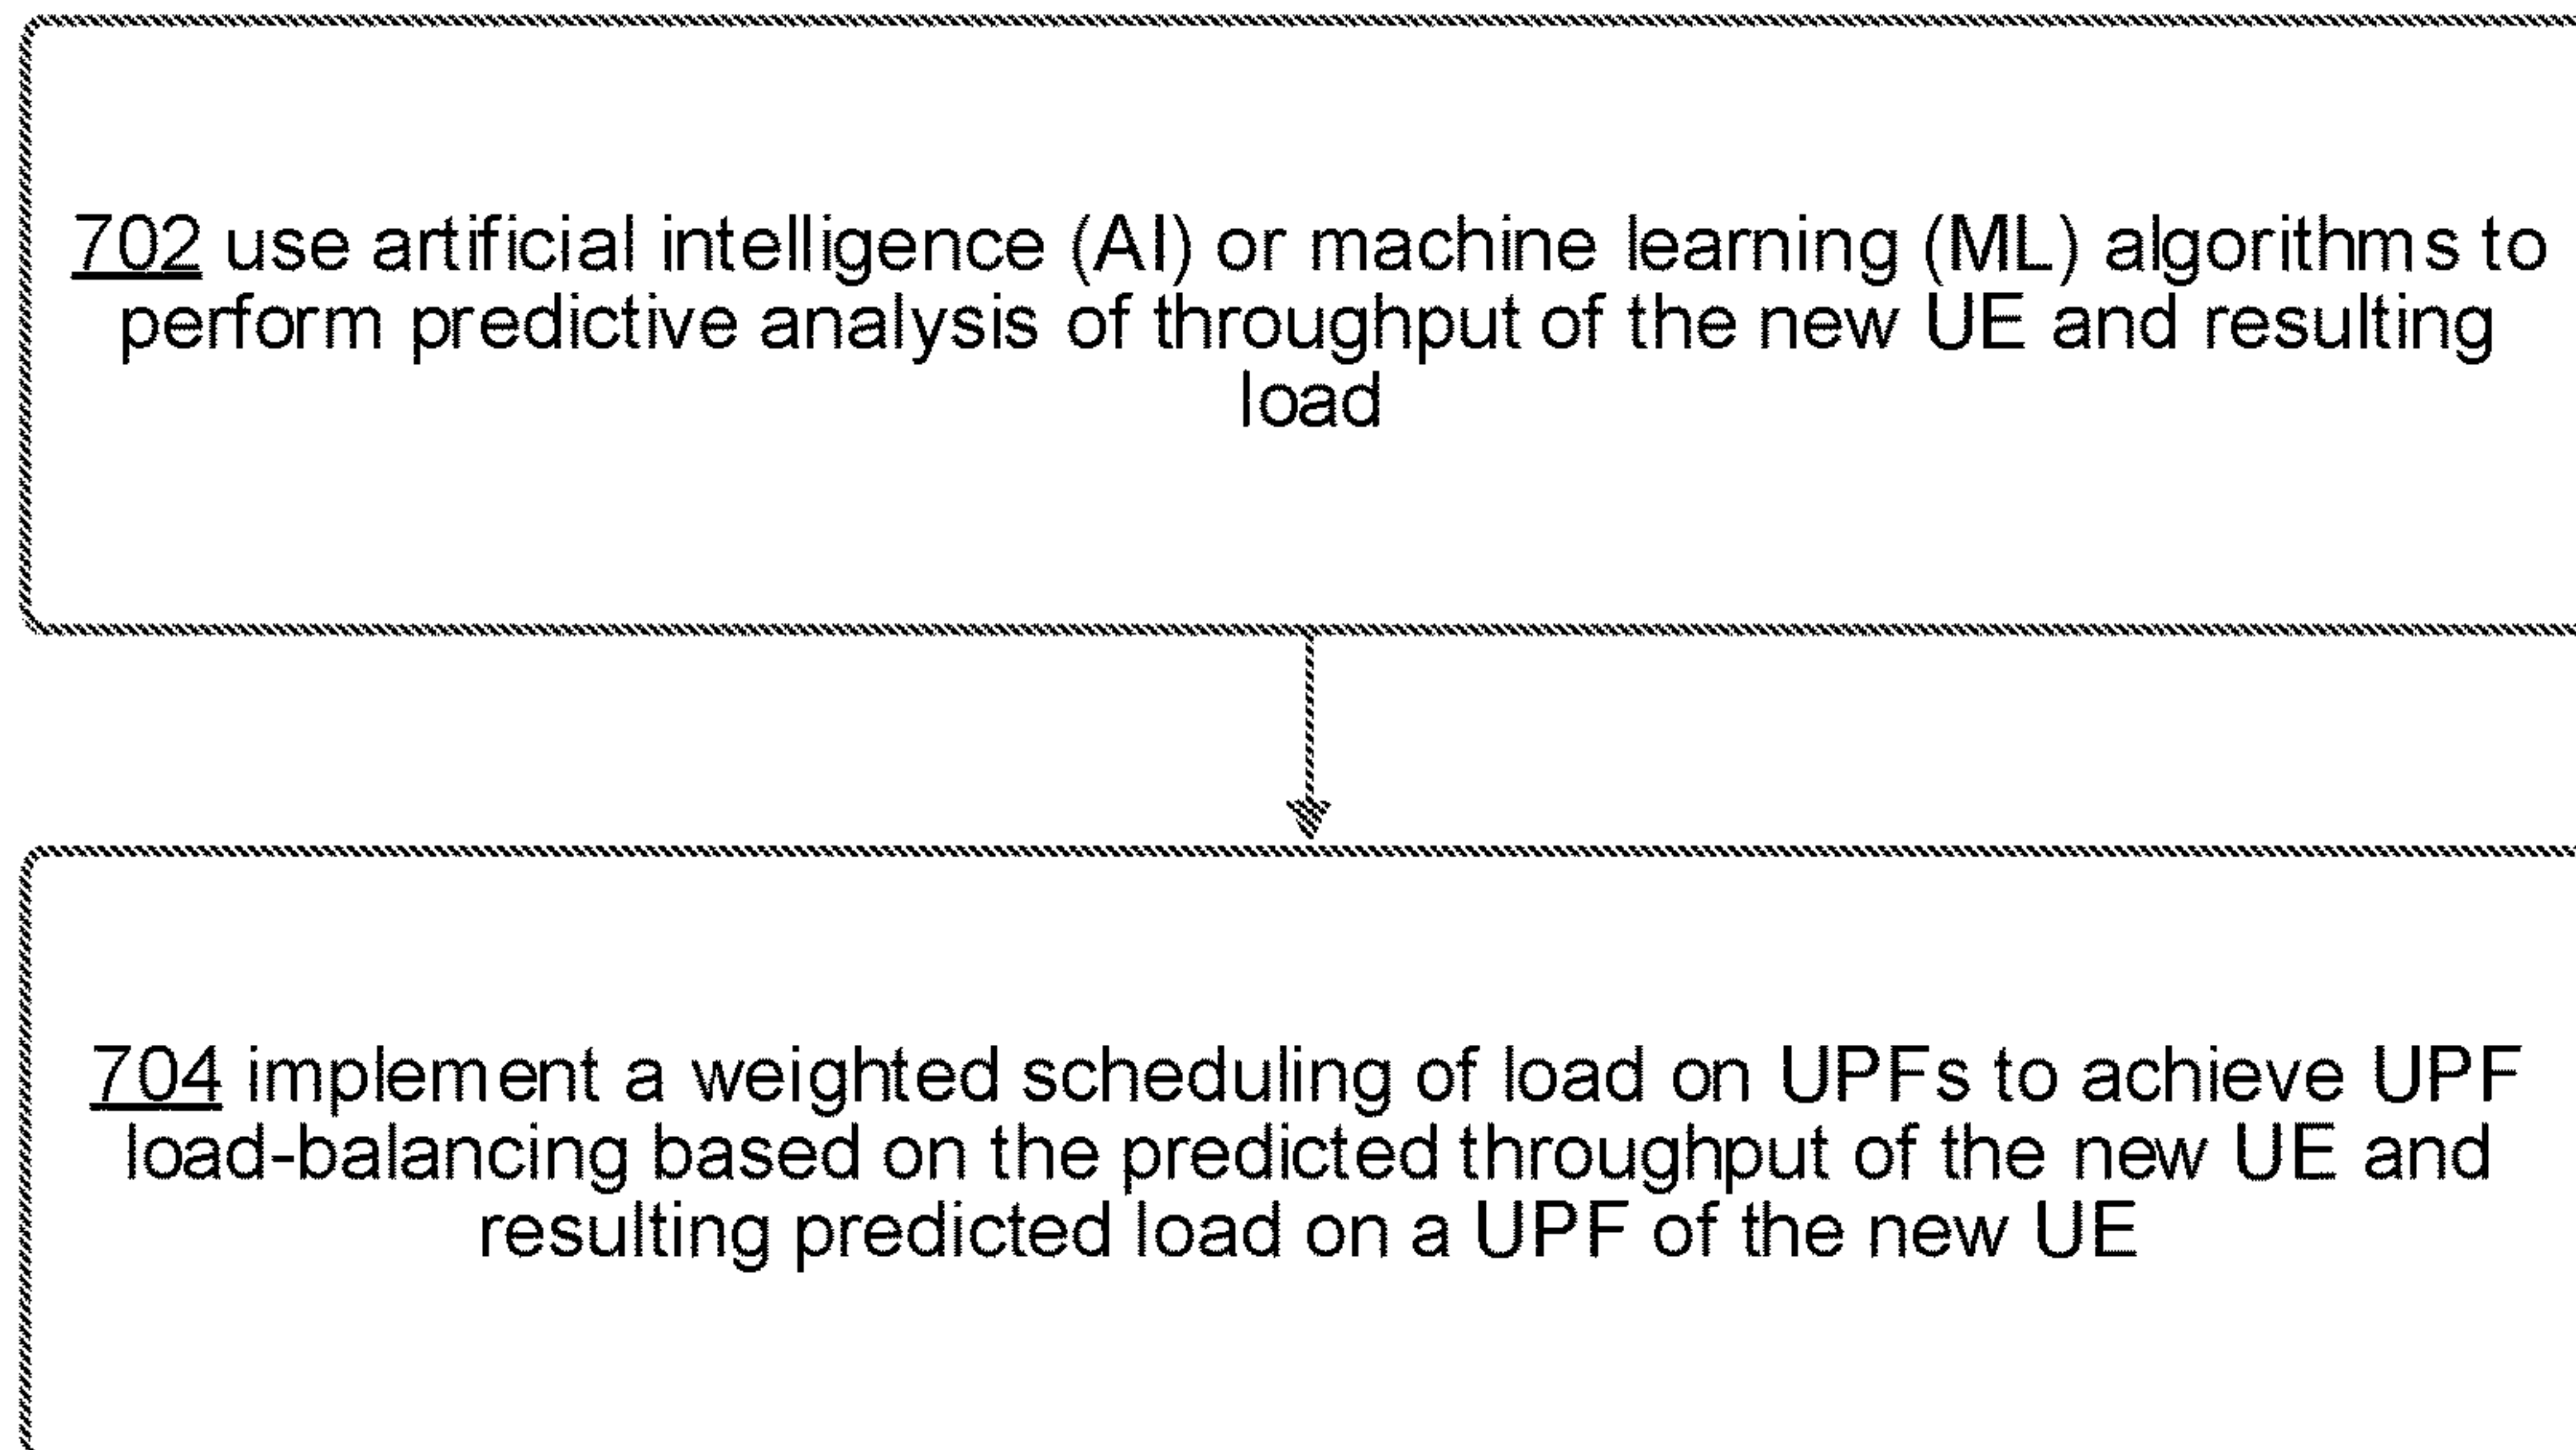 702 use artificial intelligence (AI) or machine learning (ML) algorithms to
perform predictive analysis of throughput of the new UE and resulting
load
704 implement a weighted scheduling of load on UPFs to achieve UPF
load-balancing based on the predicted throughput of the new UE and
resulting predicted load on a UPF of the new UE